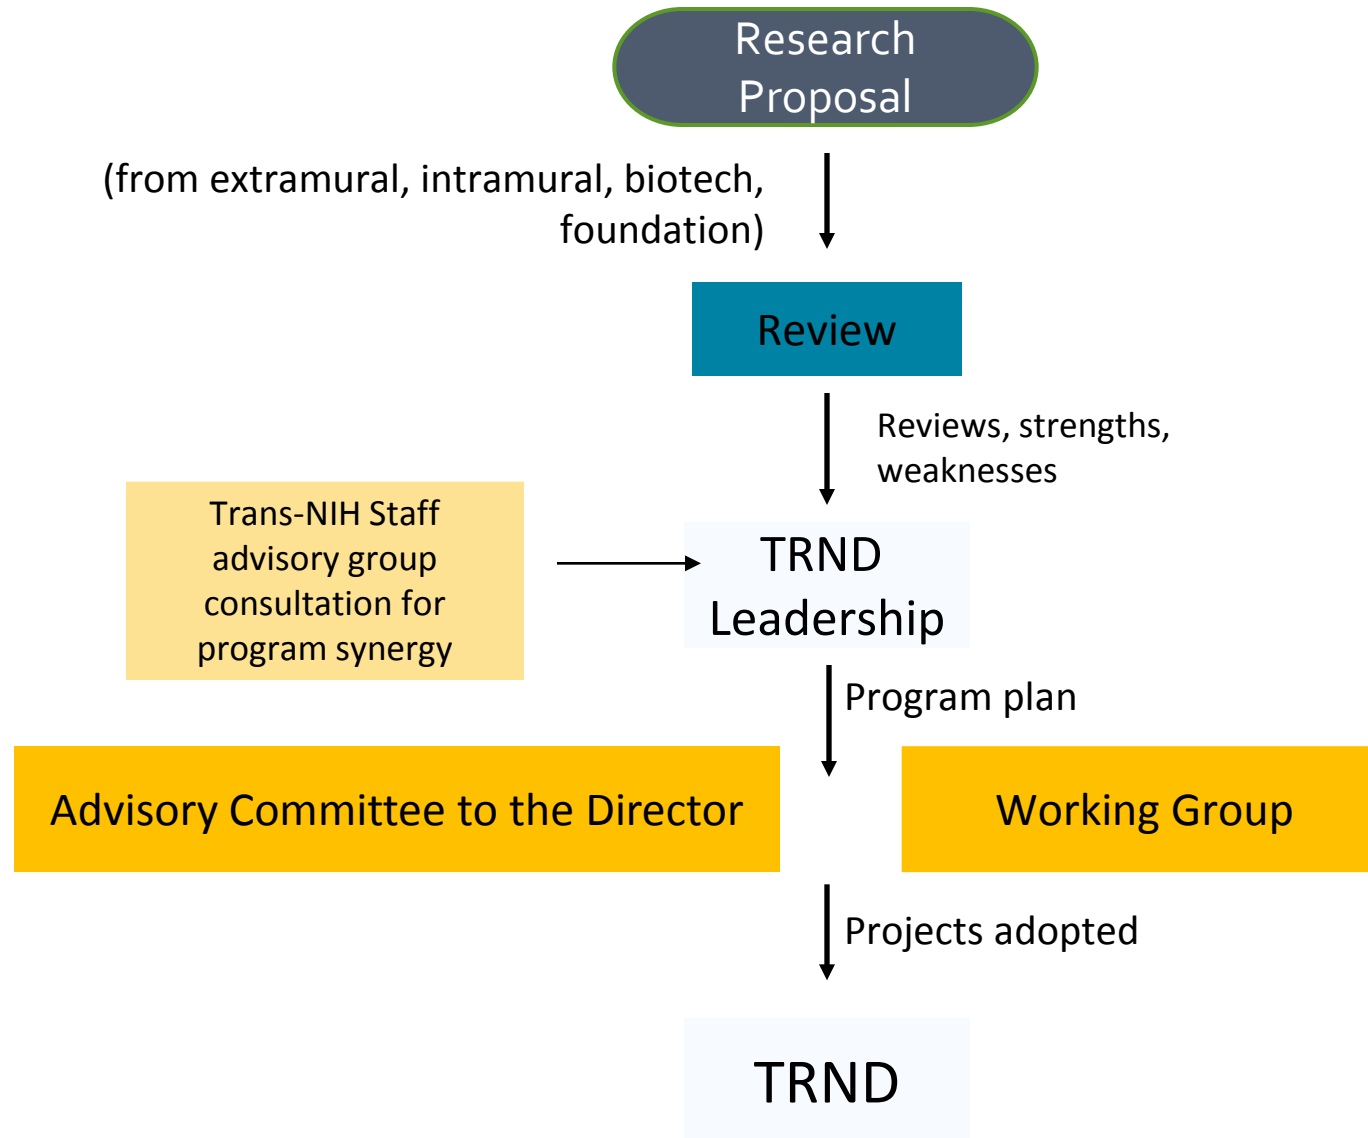 Research
Proposal
(from extramural, intramural, biotech,
foundation)
Review
Reviews, strengths,
weaknesses
Trans-NIH Staff
advisory group
consultation for
program synergy
TRND
Leadership
Program plan
Advisory Committee to the Director
Working Group
Projects adopted
TRND